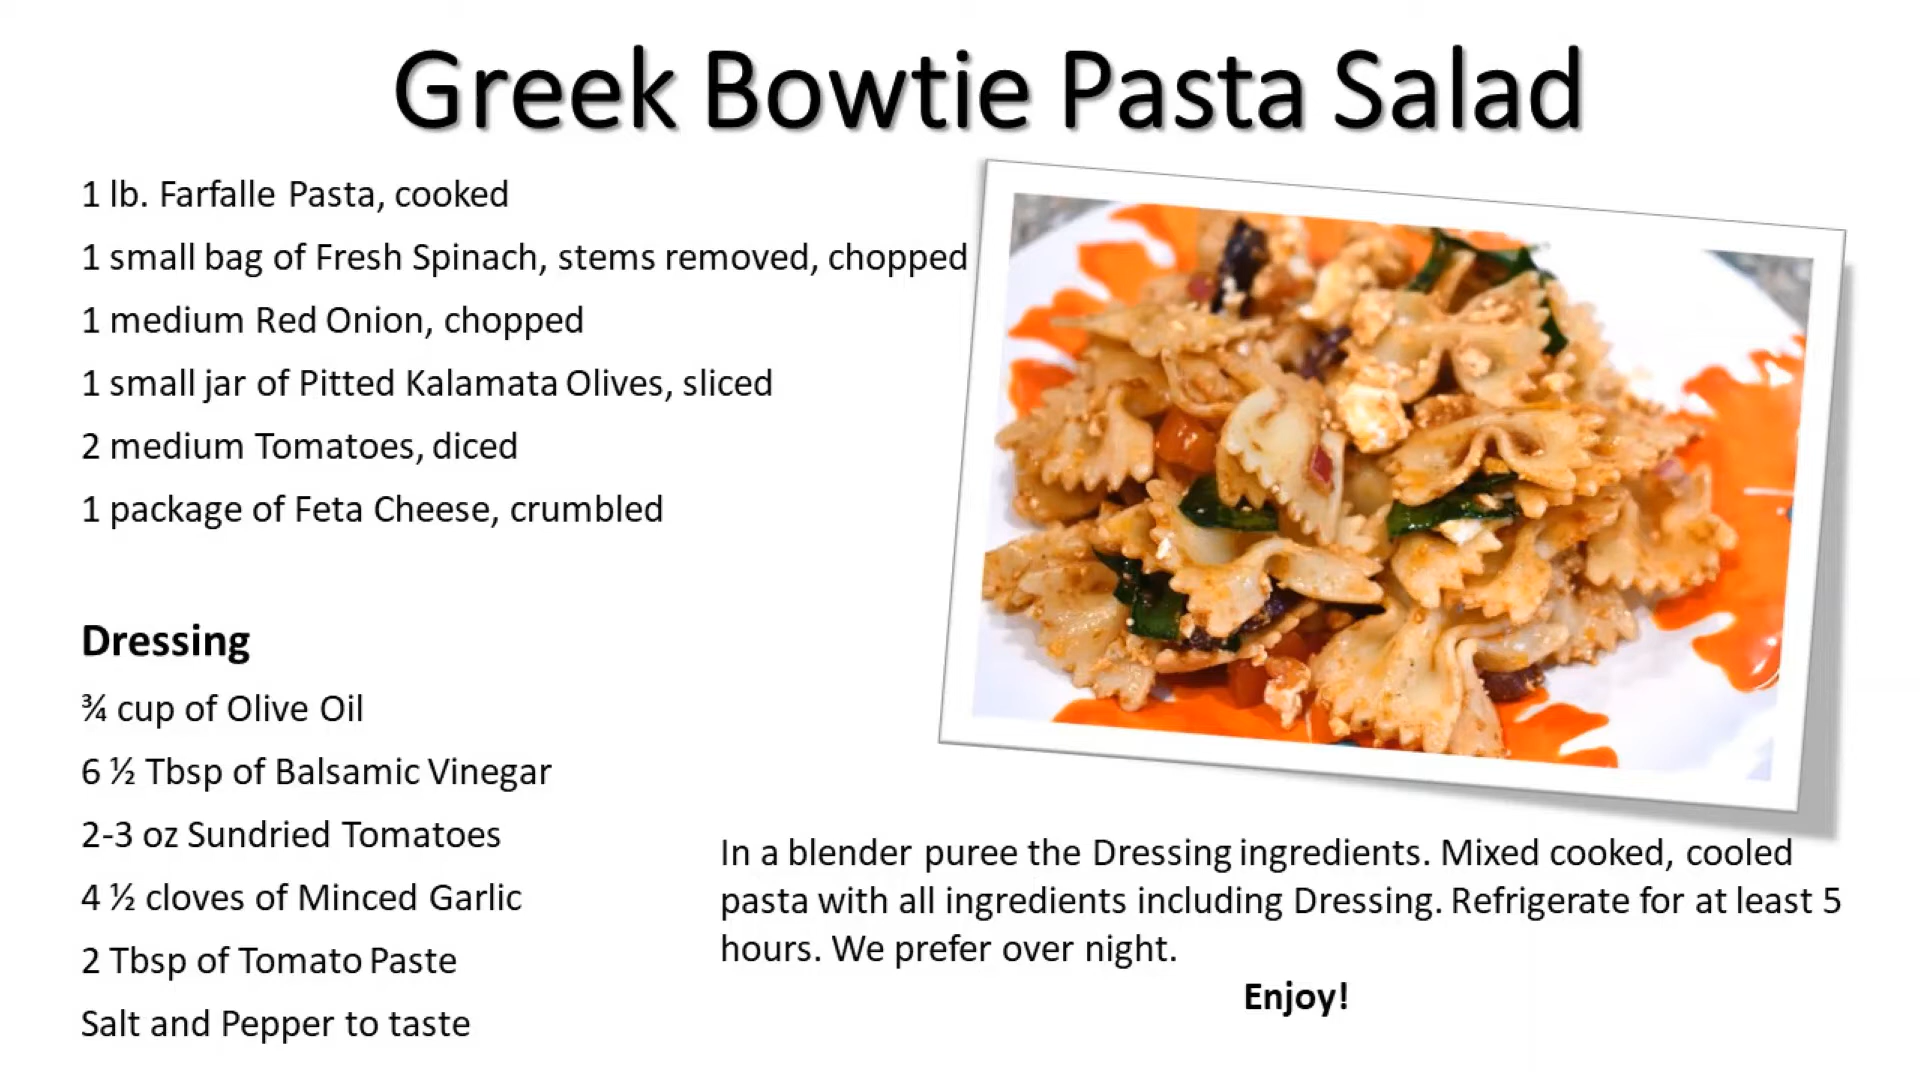 Greek Bowtie Pasta Salad
1 lb. Farfalle Pasta, cooked
1 small bag of Fresh Spinach, stems removed, chopped
1 medium Red Onion, chopped
1 small jar of Pitted Kalamata Olives, sliced
2 medium Tomatoes, diced
1 package of Feta Cheese, crumbled
Dressing
¾ cup of Olive Oil
6 ½ Tbsp of Balsamic Vinegar
2-3 oz Sundried Tomatoes
4 ½ cloves of Minced Garlic
2 Tbsp of Tomato Paste
Salt and Pepper to taste
In a blender puree the Dressing ingredients. Mixed cooked, cooled
pasta with all ingredients including Dressing. Refrigerate for at least 5
hours. We prefer over night.
Enjoy!